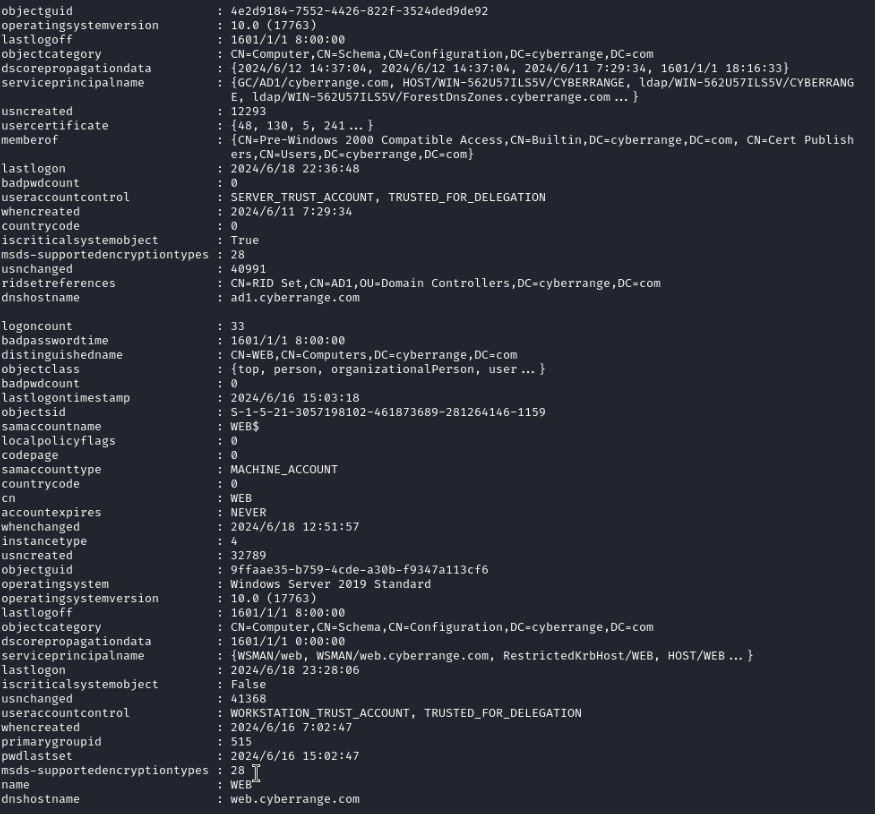 objectguid                    : 4e2d9184-7552-4426-822f-3524ded9de92
operatingsystemversion        : 10.0 (17763)
lastlogoff                    : 1601/1/1 8:00:00
objectcategory                : CN=Computer,CN=Schema,CN=Configuration,DC=cyberrange,DC=com
dscorepropagationdata         : {2024/6/12 14:37:04, 2024/6/12 14:37:04, 2024/6/11 7:29:34, 1601/1/1 18:16:33}
serviceprincipalname          : {GC/AD1/cyberrange.com, HOST/WIN-562U57ILS5V/CYBERRANGE, ldap/WIN-562U57ILS5V/CYBERRANG
                                E, ldap/WIN-562U57ILS5V/ForestDnsZones.cyberrange.com...}
usncreated                    : 12293
usercertificate               : {48, 130, 5, 241...}
memberof                      : {CN=Pre-Windows 2000 Compatible Access,CN=Builtin,DC=cyberrange,DC=com, CN=Cert Publish
                                ers,CN=Users,DC=cyberrange,DC=com}
lastlogon                     : 2024/6/18 22:36:48
badpwdcount                   : 0
useraccountcontrol            : SERVER_TRUST_ACCOUNT, TRUSTED_FOR_DELEGATION
whencreated                   : 2024/6/11 7:29:34
countrycode                   : 0
iscriticalsystemobject        : True
msds-supportedencryptiontypes : 28
usnchanged                    : 40991
ridsetreferences              : CN=RID Set,CN=AD1,OU=Domain Controllers,DC=cyberrange,DC=com
dnshostname                   : ad1.cyberrange.com

logoncount                    : 33
badpasswordtime               : 1601/1/1 8:00:00
distinguishedname             : CN=WEB,CN=Computers,DC=cyberrange,DC=com
objectclass                   : {top, person, organizationalPerson, user...}
badpwdcount                   : 0
lastlogontimestamp            : 2024/6/16 15:03:18
objectsid                     : S-1-5-21-3057198102-461873689-281264146-1159
samaccountname                : WEB$
localpolicyflags              : 0
codepage                      : 0
samaccounttype                : MACHINE_ACCOUNT
countrycode                   : 0
cn                            : WEB
accountexpires                : NEVER
whenchanged                   : 2024/6/18 12:51:57
instancetype                  : 4
usncreated                    : 32789
objectguid                    : 9ffaae35-b759-4cde-a30b-f9347a113cf6
operatingsystem               : Windows Server 2019 Standard
operatingsystemversion        : 10.0 (17763)
lastlogoff                    : 1601/1/1 8:00:00
objectcategory                : CN=Computer,CN=Schema,CN=Configuration,DC=cyberrange,DC=com
dscorepropagationdata         : 1601/1/1 0:00:00
serviceprincipalname          : {WSMAN/web, WSMAN/web.cyberrange.com, RestrictedKrbHost/WEB, HOST/WEB...}
lastlogon                     : 2024/6/18 23:28:06
iscriticalsystemobject        : False
usnchanged                    : 41368
useraccountcontrol            : WORKSTATION_TRUST_ACCOUNT, TRUSTED_FOR_DELEGATION
whencreated                   : 2024/6/16 7:02:47
primarygroupid                : 515
pwdlastset                    : 2024/6/16 15:02:47
msds-supportedencryptiontypes : 28
name                          : WEB
dnshostname                   : web.cyberrange.com